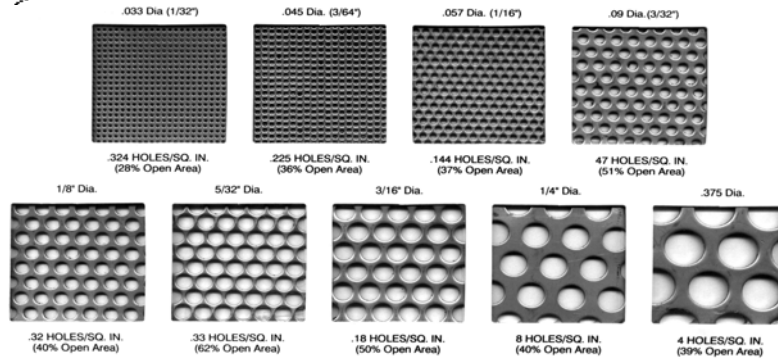 .033 Dia (1/32")
.045 Dia. (3/64")
.057 Dia. (1/16")
.09 Dia.(3/32")
.324 HOLES/SQ. IN.
(28% Open Area)
.225 HOLES/SQ. IN.
(36% Open Area)
.144 HOLES/SQ. IN.
(37% Open Area)
47 HOLES/SQ. IN.
(51% Open Area)
1/8" Dia.
5/32" Dia.
3/16" Dia.
1/4" Dia.
.375 Dia.
.32 HOLES/SQ. IN.
(40% Open Area)
.33 HOLES/SQ. IN.
(62% Open Area)
.18 HOLES/SQ. IN.
(50% Open Area)
8 HOLES/SQ. IN.
(40% Open Area)
4 HOLES/SQ. IN.
(39% Open Area)